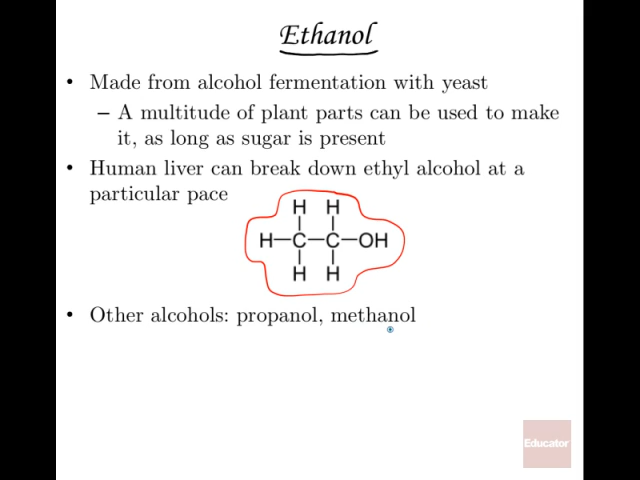 Ethanol
• Made from alcohol fermentation with yeast
– A multitude of plant parts can be used to make
it, as long as sugar is present
• Human liver can break down ethyl alcohol at a
particular pace
H H
H–C–C–OH
H H
• Other alcohols: propanol, methanol
Educator